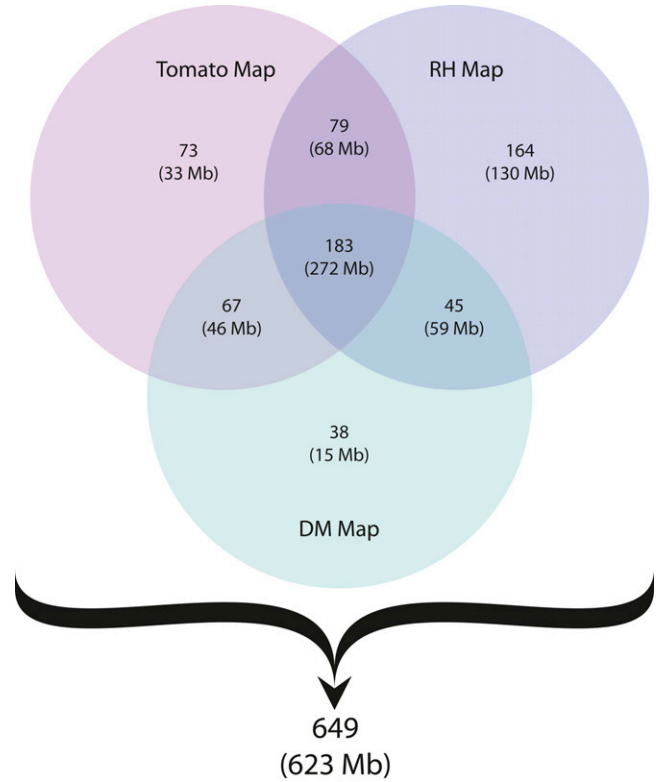 Tomato Map
RH Map
79
(68 Mb)
73
(33 Mb)
164
(130 Mb)
183
(272 Mb)
67
(46 Mb)
45
(59 Mb)
38
(15 Mb)
DM Map
649
(623 Mb)